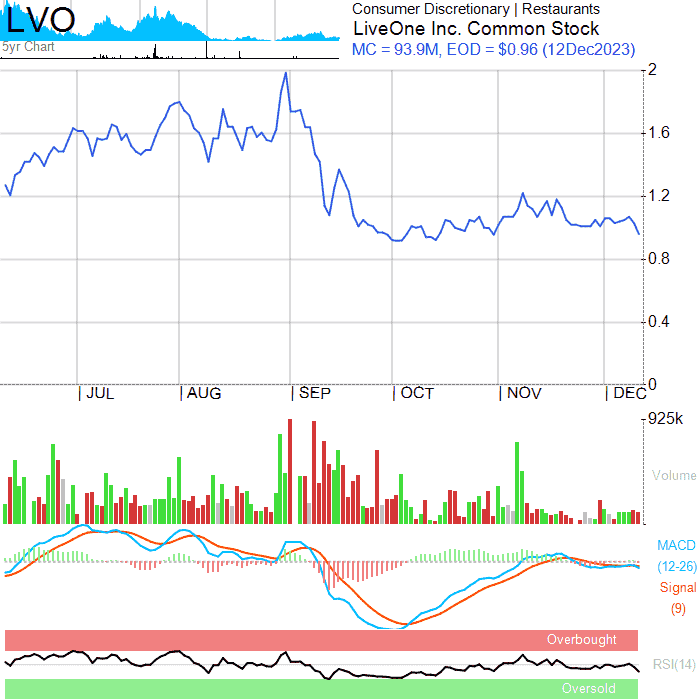 LVO
5yr Chart
Consumer Discretionary | Restaurants
LiveOne Inc. Common Stock
MC = 93.9M, EOD = $0.96 (12Dec2023)
2
1.6
1.2
0.8
0.4
0
JUL AUG SEP OCT NOV DEC
925k
Volume
MACD
(12-26)
Signal
(9)
Overbought
RSI(14)
Oversold